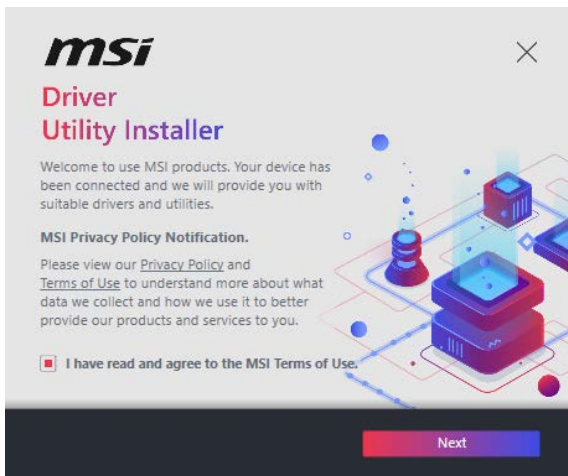 msi
Driver
Utility Installer
Welcome to use MSI products. Your device has
been connected and we will provide you with
suitable drivers and utilities.
MSI Privacy Policy Notification.
Please view our Privacy Policy and
Terms of Use to understand more about what
data we collect and how we use it to better
provide our products and services to you.
I have read and agree to the MSI Terms of Use.
Next